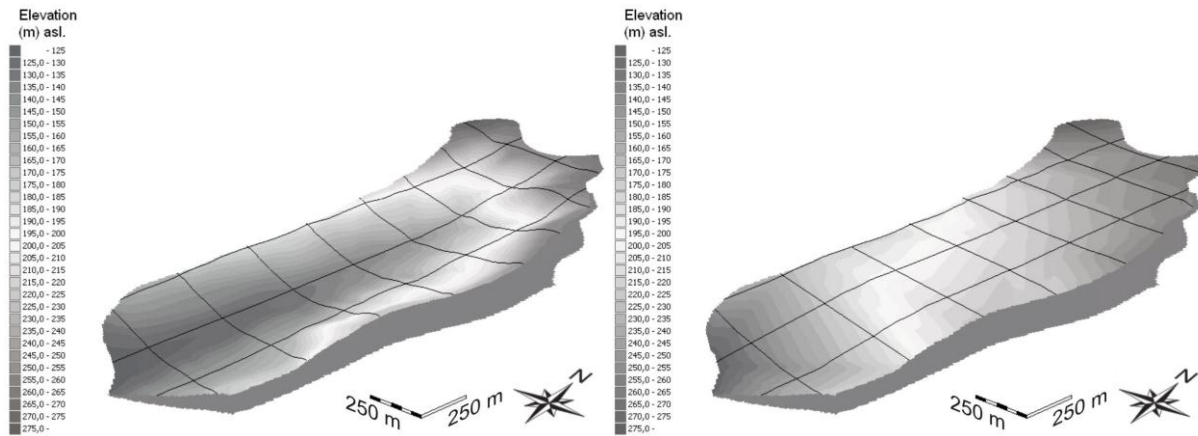 Elevation
(m) asl.
- 125
125,0 - 130
130,0 - 135
135,0 - 140
140,0 - 145
145,0 - 150
150,0 - 155
155,0 - 160
160,0 - 165
165,0 - 170
170,0 - 175
175,0 - 180
180,0 - 185
185,0 - 190
190,0 - 195
195,0 - 200
200,0 - 205
205,0 - 210
210,0 - 215
215,0 - 220
220,0 - 225
225,0 - 230
230,0 - 235
235,0 - 240
240,0 - 245
245,0 - 250
250,0 - 255
255,0 - 260
260,0 - 265
265,0 - 270
270,0 - 275
275,0 -
250 m
250 m
N
Elevation
(m) asl.
- 125
125,0 - 130
130,0 - 135
135,0 - 140
140,0 - 145
145,0 - 150
150,0 - 155
155,0 - 160
160,0 - 165
165,0 - 170
170,0 - 175
175,0 - 180
180,0 - 185
185,0 - 190
190,0 - 195
195,0 - 200
200,0 - 205
205,0 - 210
210,0 - 215
215,0 - 220
220,0 - 225
225,0 - 230
230,0 - 235
235,0 - 240
240,0 - 245
245,0 - 250
250,0 - 255
255,0 - 260
260,0 - 265
265,0 - 270
270,0 - 275
275,0 -
250 m
250 m
N